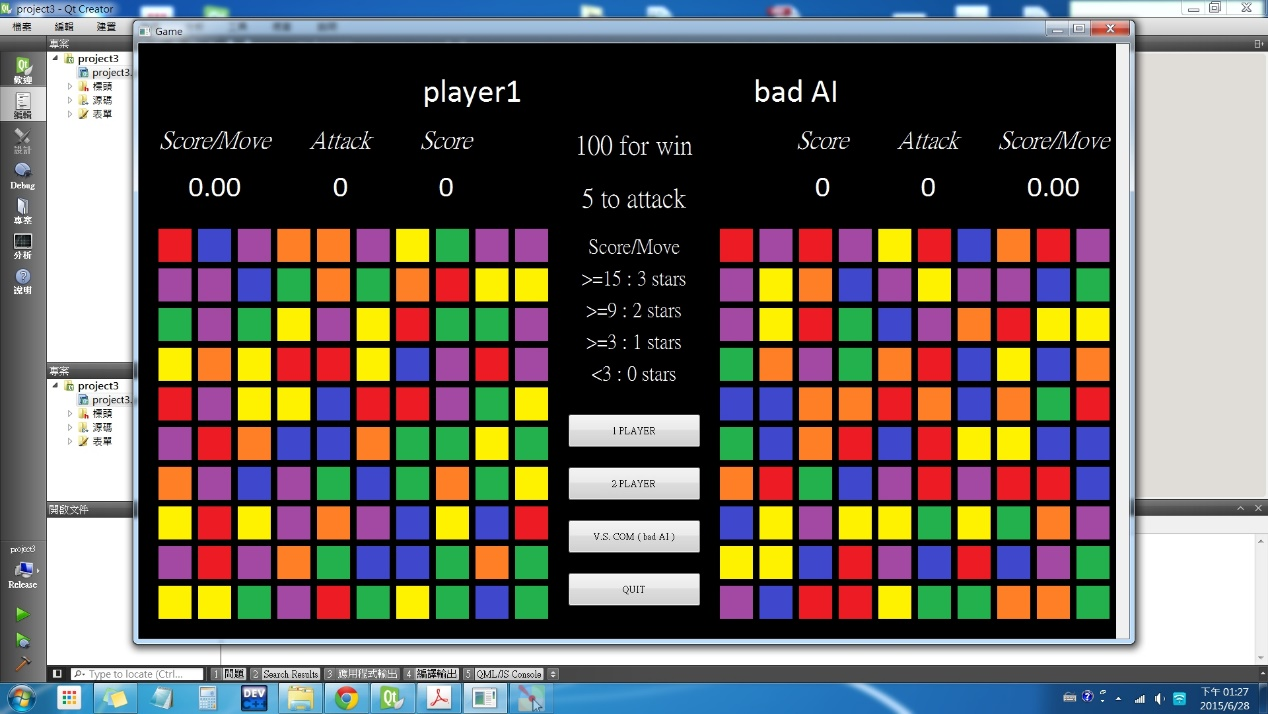 project3 - Qt Creator
檔案 編輯 建置
Game
專案
project3
project3.
標頭
源碼
表單
歡迎
編輯
設計
Debug
專案
分析
說明
player1 bad AI
Score/Move Attack Score
0.00 0 0
100 for win
5 to attack
Score/Move
>=15 : 3 stars
>=9 : 2 stars
>=3 : 1 stars
<3 : 0 stars
1 PLAYER
2 PLAYER
V.S. COM ( bad AI )
QUIT
Score Attack Score/Move
0 0 0.00
專案
project3
project3.
標頭
源碼
表單
開啟文件
project3
Release
Type to locate (Ctrl...
1 問題 2 Search Results 3 應用程式輸出 4 編譯輸出 5 QML/JS Console
DEV
下午 01:27
2015/6/28